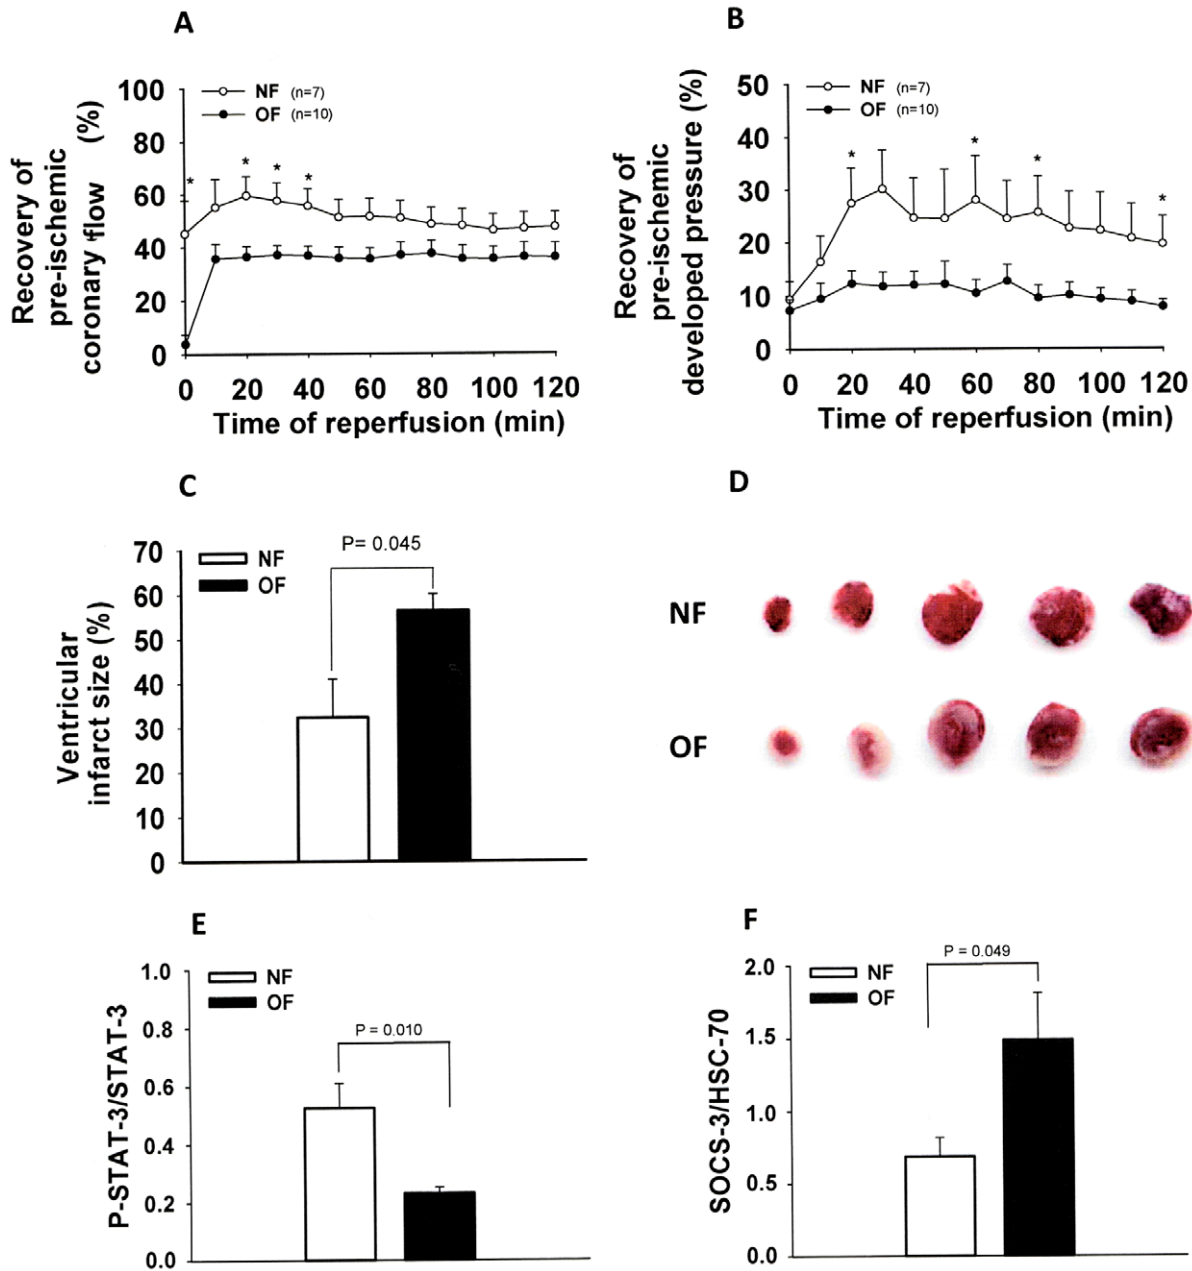 A
Recovery of
pre-ischemic
coronary flow (%)
100
80
60
40
20
0
NF (n=7)
OF (n=10)
*
*
*
*
0 20 40 60 80 100 120
Time of reperfusion (min)
B
Recovery of
pre-ischemic
developed pressure (%)
50
40
30
20
10
0
NF (n=7)
OF (n=10)
*
*
*
*
0 20 40 60 80 100 120
Time of reperfusion (min)
C
Ventricular
infarct size (%)
70
60
50
40
30
20
10
0
NF
OF
P= 0.045
D
NF
OF
E
P-STAT-3/STAT-3
1.0
0.8
0.6
0.4
0.2
0.0
NF
OF
P = 0.010
F
SOCS-3/HSC-70
2.0
1.5
1.0
0.5
0.0
NF
OF
P = 0.049